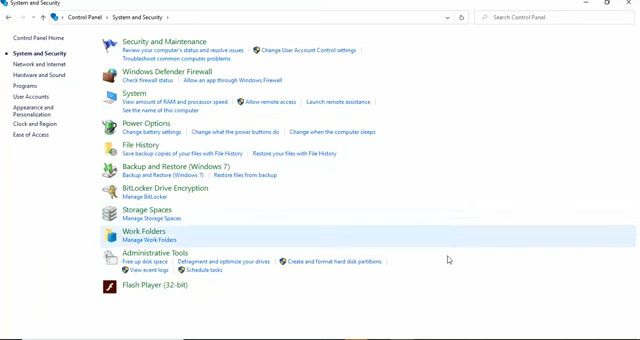 System and Security
Control Panel > System and Security >
Search Control Panel
Control Panel Home
System and Security
Network and Internet
Hardware and Sound
Programs
User Accounts
Appearance and
Personalization
Clock and Region
Ease of Access
Security and Maintenance
Review your computer's status and resolve issues | Change User Account Control settings |
Troubleshoot common computer problems
Windows Defender Firewall
Check firewall status | Allow an app through Windows Firewall
System
View amount of RAM and processor speed | Allow remote access | Launch remote assistance |
See the name of this computer
Power Options
Change battery settings | Change what the power buttons do | Change when the computer sleeps
File History
Save backup copies of your files with File History | Restore your files with File History
Backup and Restore (Windows 7)
Backup and Restore (Windows 7) | Restore files from backup
BitLocker Drive Encryption
Manage BitLocker
Storage Spaces
Manage Storage Spaces
Work Folders
Manage Work Folders
Administrative Tools
Free up disk space | Defragment and optimize your drives | Create and format hard disk partitions |
View event logs | Schedule tasks
Flash Player (32-bit)